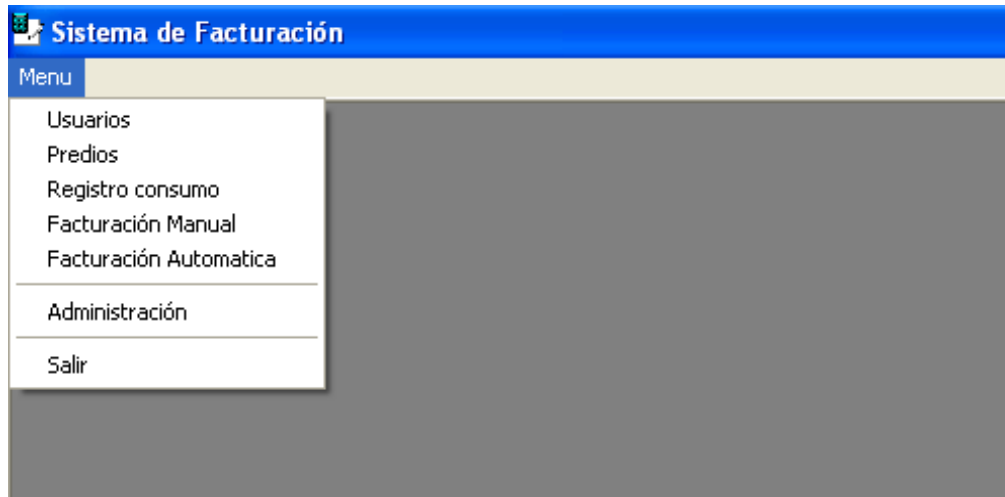 Sistema de Facturación
Menu
Usuarios
Predios
Registro consumo
Facturación Manual
Facturación Automatica
Administración
Salir